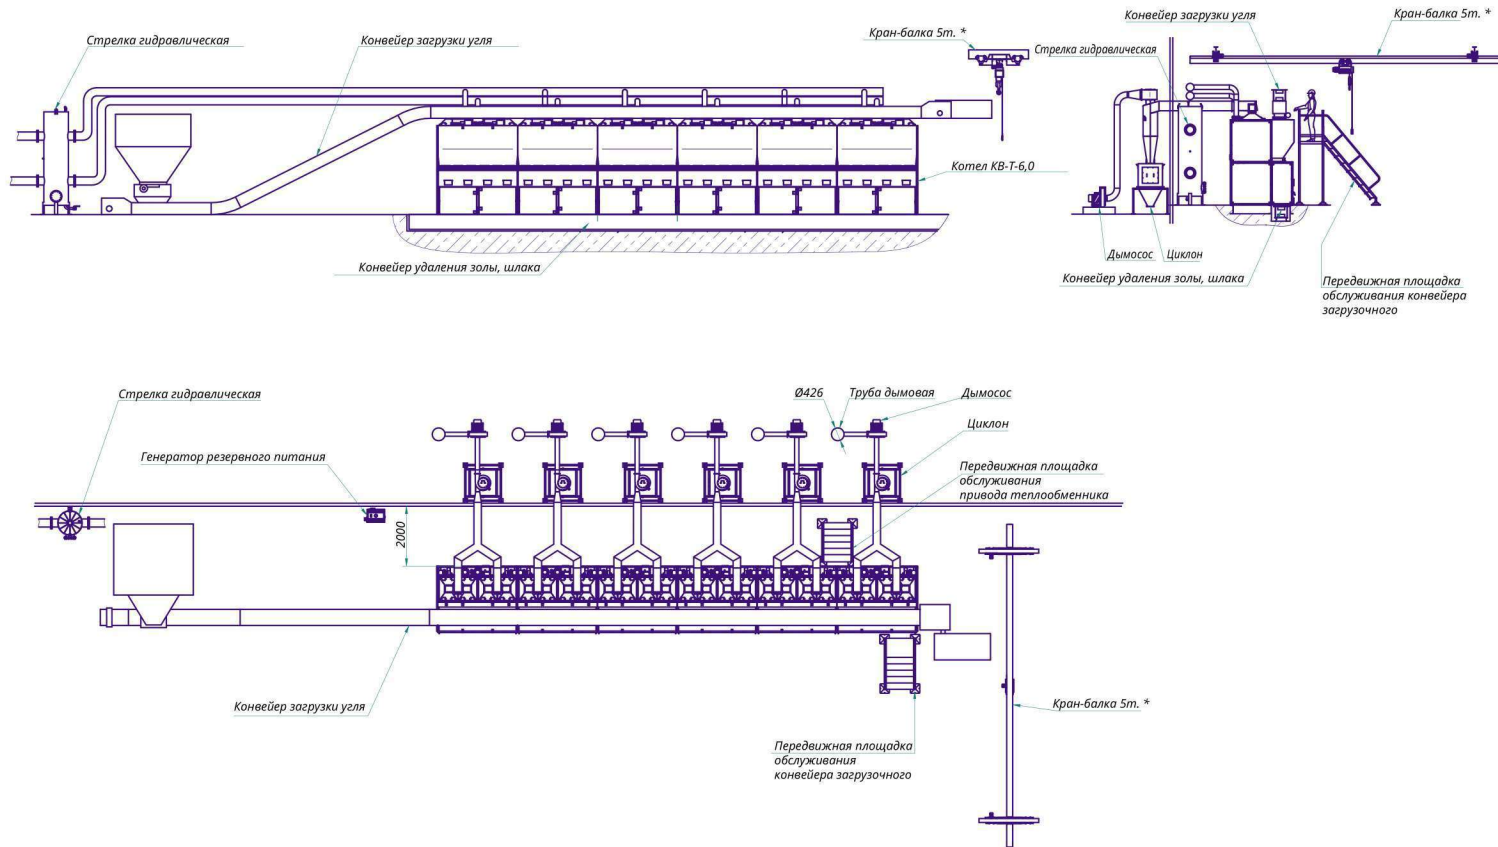 Стрелка гидравлическая
Конвейер загрузки угля
Кран-балка 5т. *
Котел КВ-Т-6,0
Конвейер удаления золы, шлака
Конвейер загрузки угля
Кран-балка 5т. *
Стрелка гидравлическая
Дымосос
Циклон
Конвейер удаления золы, шлака
Передвижная площадка
обслуживания конвейера
загрузочного
Стрелка гидравлическая
Генератор резервного питания
2000
Ø426
Труба дымовая
Дымосос
Циклон
Передвижная площадка
обслуживания
привода теплообменника
Конвейер загрузки угля
Кран-балка 5т. *
Передвижная площадка
обслуживания
конвейера загрузочного